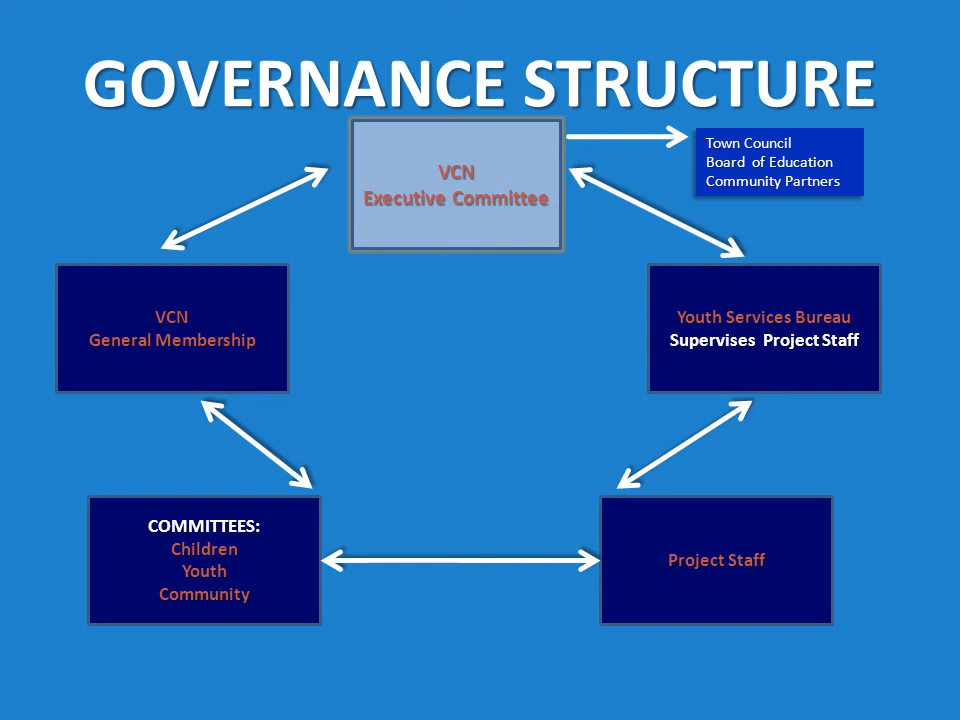 GOVERNANCE STRUCTURE
VCN
Executive Committee
Town Council
Board of Education
Community Partners
VCN
General Membership
Youth Services Bureau
Supervises Project Staff
COMMITTEES:
Children
Youth
Community
Project Staff